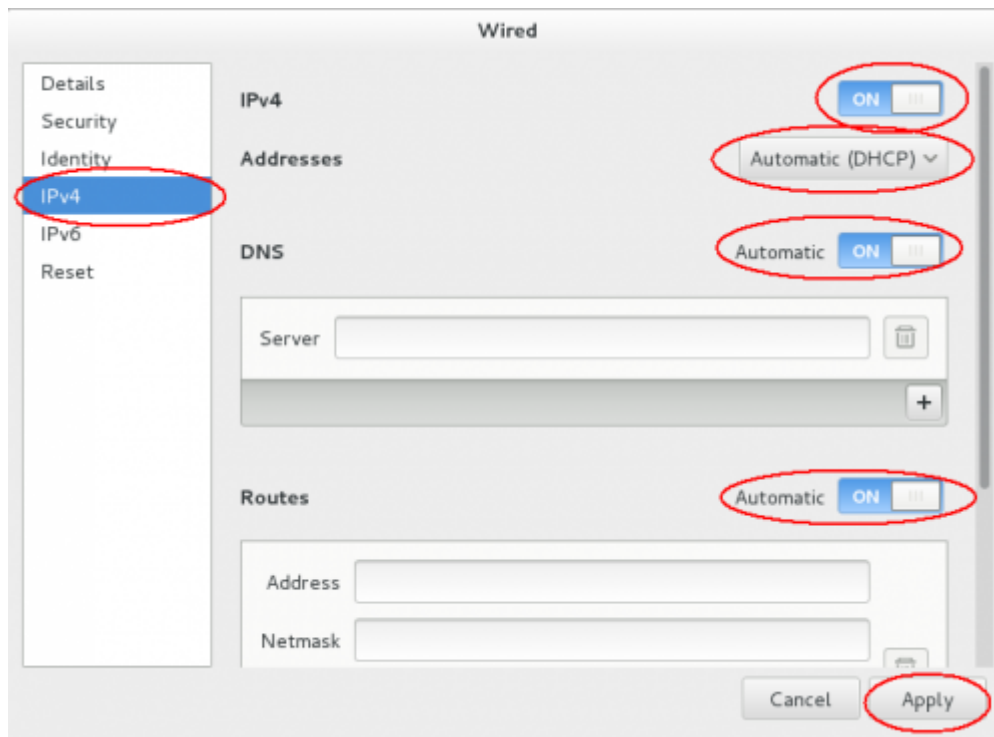 Wired
Details
Security
Identity
IPv4
IPv6
Reset
IPv4 ON
Addresses Automatic (DHCP)
DNS Automatic ON
Server
+
Routes Automatic ON
Address
Netmask
Cancel Apply